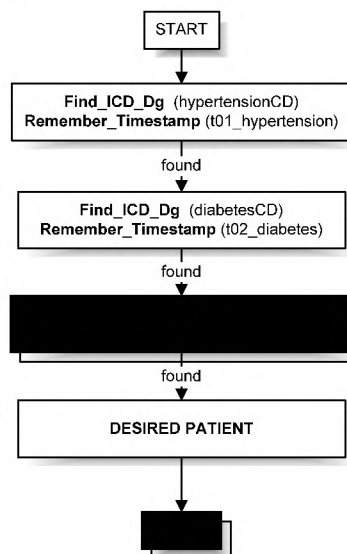 START
Find_ICD_Dg (hypertensionCD)
Remember_Timestamp (t01_hypertension)
found
Find_ICD_Dg (diabetesCD)
Remember_Timestamp (t02_diabetes)
found
found
DESIRED PATIENT